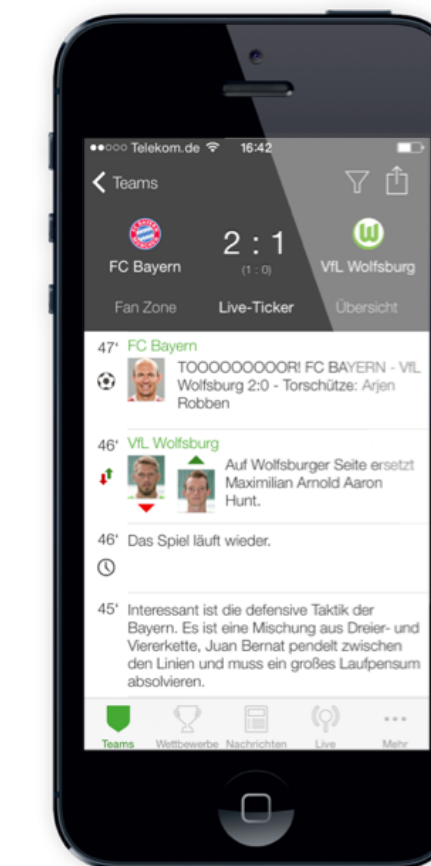 Telekom.de 16:42
Teams
FC Bayern
2 : 1
(1 : 0)
VfL Wolfsburg
Fan Zone
Live-Ticker
Übersicht
47' FC Bayern
TOOOOOOOOOR! FC BAYERN - VfL
Wolfsburg 2:0 - Torschütze: Arjen
Robben
46' VfL Wolfsburg
Auf Wolfsburger Seite ersetzt
Maximilian Arnold Aaron
Hunt.
46' Das Spiel läuft wieder.
45' Interessant ist die defensive Taktik der
Bayern. Es ist eine Mischung aus Dreier- und
Viererkette, Juan Bernat pendelt zwischen
den Linien und muss ein großes Laufpensum
absolvieren.
Teams Wettbewerbe Nachrichten Live Mehr